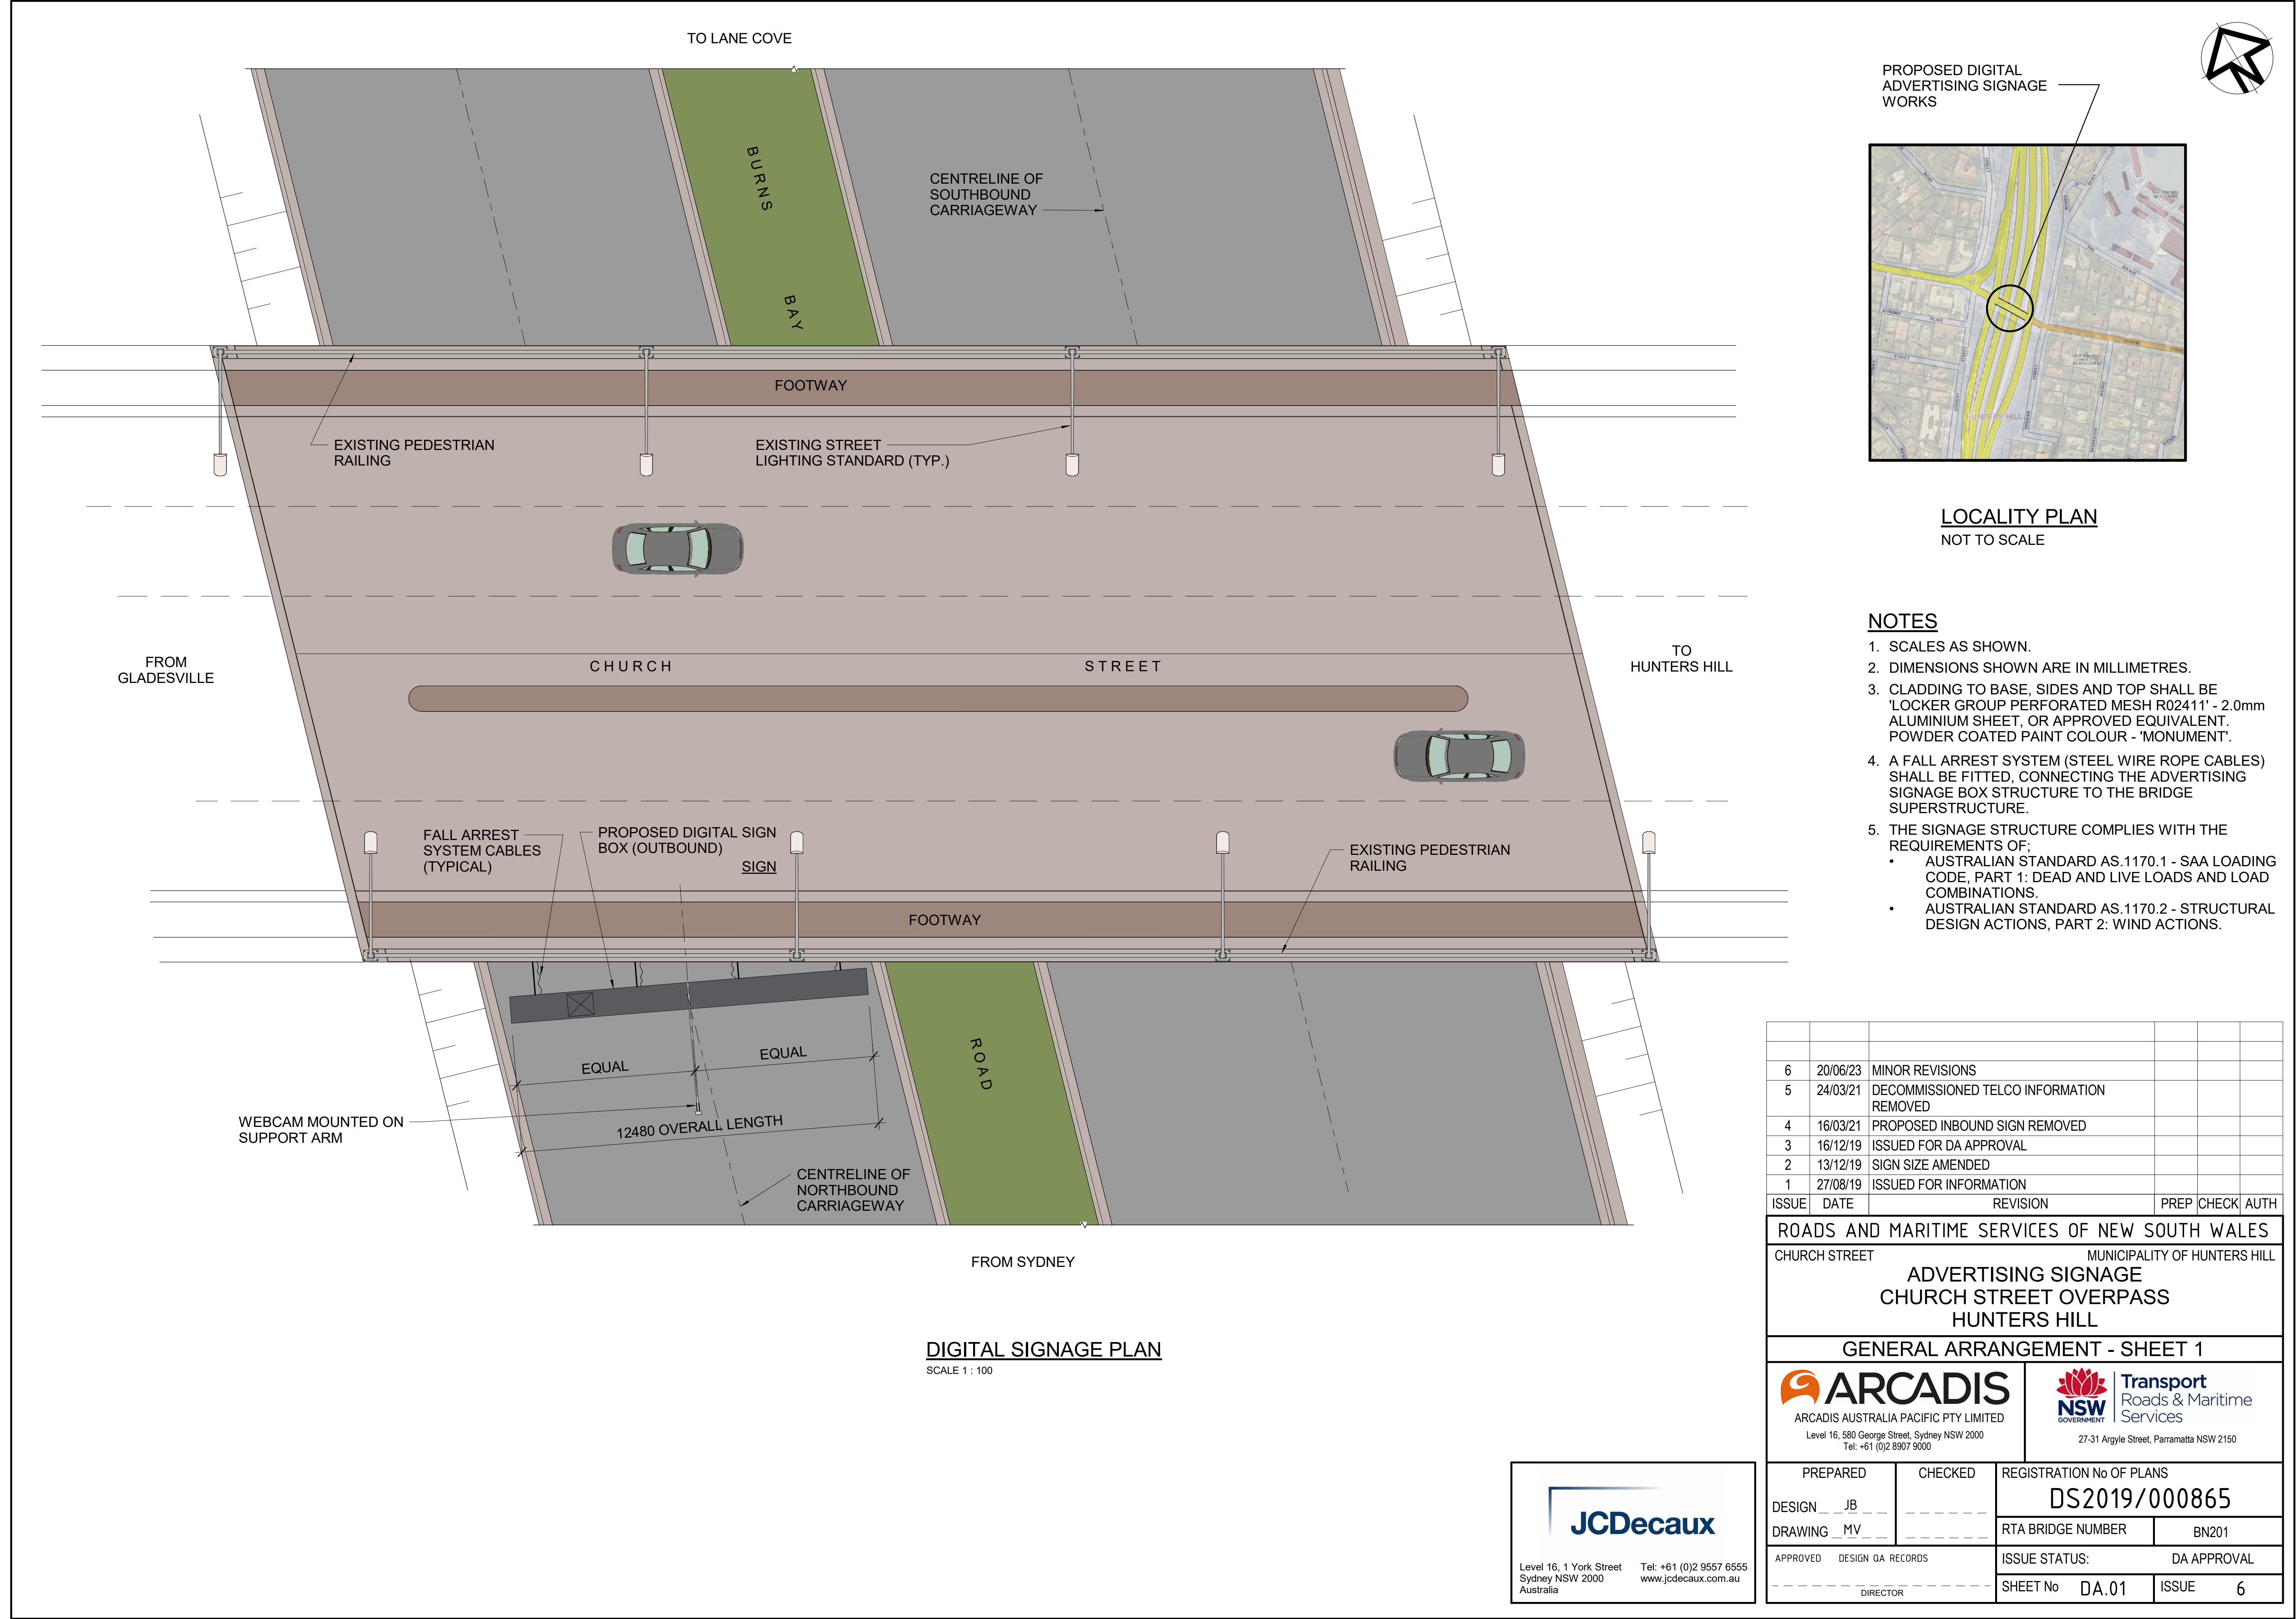 TO LANE COVE
BURNS
BAY
CENTRELINE OF
SOUTHBOUND
CARRIAGEWAY
FOOTWAY
EXISTING PEDESTRIAN
RAILING
EXISTING STREET
LIGHTING STANDARD (TYP.)
FROM
GLADESVILLE
CHURCH STREET
TO
HUNTERS HILL
FALL ARREST
SYSTEM CABLES
(TYPICAL)
PROPOSED DIGITAL SIGN
BOX (OUTBOUND)
SIGN
EXISTING PEDESTRIAN
RAILING
FOOTWAY
ROAD
EQUAL
EQUAL
12480 OVERALL LENGTH
WEBCAM MOUNTED ON
SUPPORT ARM
CENTRELINE OF
NORTHBOUND
CARRIAGEWAY
FROM SYDNEY
DIGITAL SIGNAGE PLAN
SCALE 1 : 100
PROPOSED DIGITAL
ADVERTISING SIGNAGE
WORKS
HUNTERS HILL
LOCALITY PLAN
NOT TO SCALE
NOTES
1. SCALES AS SHOWN.
2. DIMENSIONS SHOWN ARE IN MILLIMETRES.
3. CLADDING TO BASE, SIDES AND TOP SHALL BE
'LOCKER GROUP PERFORATED MESH R02411' - 2.0mm
ALUMINIUM SHEET, OR APPROVED EQUIVALENT.
POWDER COATED PAINT COLOUR - 'MONUMENT'.
4. A FALL ARREST SYSTEM (STEEL WIRE ROPE CABLES)
SHALL BE FITTED, CONNECTING THE ADVERTISING
SIGNAGE BOX STRUCTURE TO THE BRIDGE
SUPERSTRUCTURE.
5. THE SIGNAGE STRUCTURE COMPLIES WITH THE
REQUIREMENTS OF;
• AUSTRALIAN STANDARD AS.1170.1 - SAA LOADING
CODE, PART 1: DEAD AND LIVE LOADS AND LOAD
COMBINATIONS.
• AUSTRALIAN STANDARD AS.1170.2 - STRUCTURAL
DESIGN ACTIONS, PART 2: WIND ACTIONS.
6 20/06/23 MINOR REVISIONS
5 24/03/21 DECOMMISSIONED TELCO INFORMATION
REMOVED
4 16/03/21 PROPOSED INBOUND SIGN REMOVED
3 16/12/19 ISSUED FOR DA APPROVAL
2 13/12/19 SIGN SIZE AMENDED
1 27/08/19 ISSUED FOR INFORMATION
ISSUE DATE REVISION PREP CHECK AUTH
ROADS AND MARITIME SERVICES OF NEW SOUTH WALES
CHURCH STREET MUNICIPALITY OF HUNTERS HILL
ADVERTISING SIGNAGE
CHURCH STREET OVERPASS
HUNTERS HILL
GENERAL ARRANGEMENT - SHEET 1
ARCADIS
ARCADIS AUSTRALIA PACIFIC PTY LIMITED
Level 16, 580 George Street, Sydney NSW 2000
Tel: +61 (0)2 8907 9000
NSW
GOVERNMENT
Transport
Roads & Maritime
Services
27-31 Argyle Street, Parramatta NSW 2150
JCDecaux
Level 16, 1 York Street Tel: +61 (0)2 9557 6555
Sydney NSW 2000 www.jcdecaux.com.au
Australia
PREPARED CHECKED
DESIGN JB
DRAWING MV
APPROVED DESIGN QA RECORDS
DIRECTOR
REGISTRATION No OF PLANS
DS2019/000865
RTA BRIDGE NUMBER BN201
ISSUE STATUS: DA APPROVAL
SHEET No DA.01 ISSUE 6